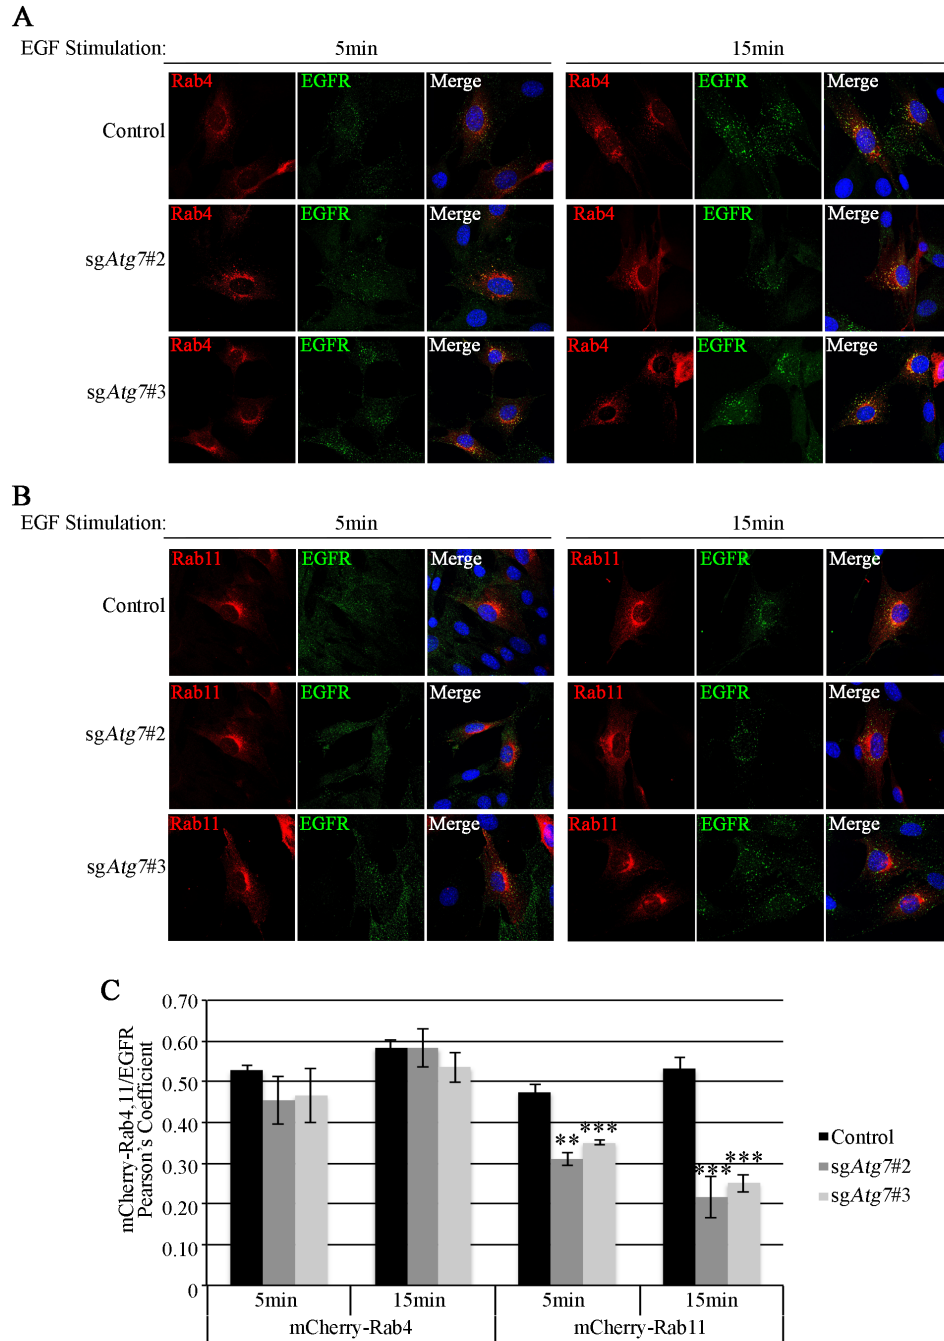 A
EGF Stimulation: 5min 15min
Rab4 EGFR Merge Rab4 EGFR Merge
Control
Rab4 EGFR Merge Rab4 EGFR Merge
sgAtg7#2
Rab4 EGFR Merge Rab4 EGFR Merge
sgAtg7#3
B
EGF Stimulation: 5min 15min
Rab11 EGFR Merge Rab11 EGFR Merge
Control
Rab11 EGFR Merge Rab11 EGFR Merge
sgAtg7#2
Rab11 EGFR Merge Rab11 EGFR Merge
sgAtg7#3
C
mCherry-Rab4,11/EGFR
Pearson's Coefficient
0.70
0.60
0.50
0.40
0.30
0.20
0.10
0
** ***
*** ***
Control
sgAtg7#2
sgAtg7#3
5min 15min 5min 15min
mCherry-Rab4 mCherry-Rab11